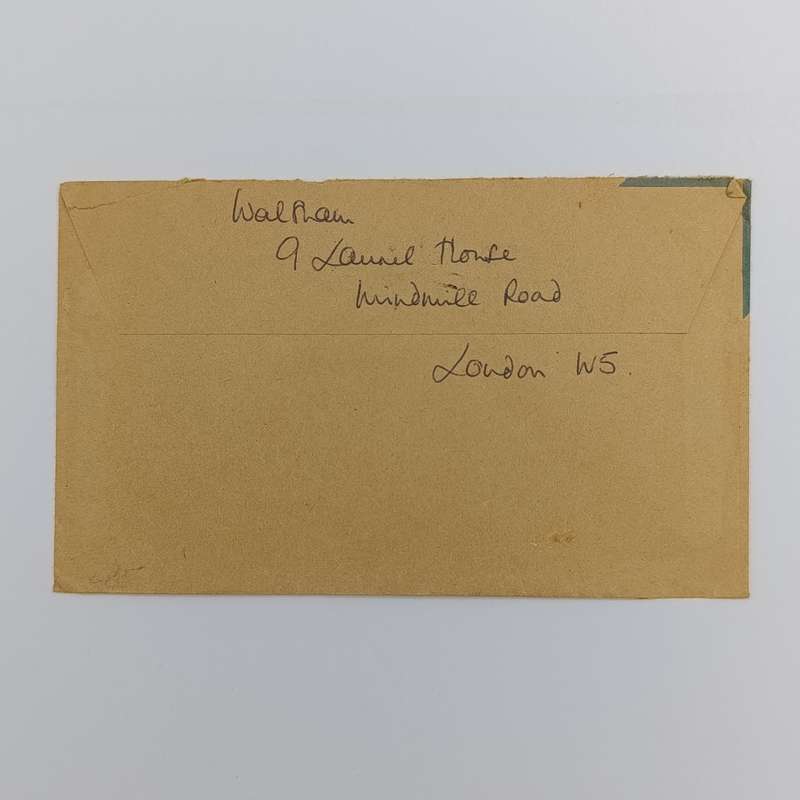 Waltham
9 Laurel House
Windmill Road
London W5.